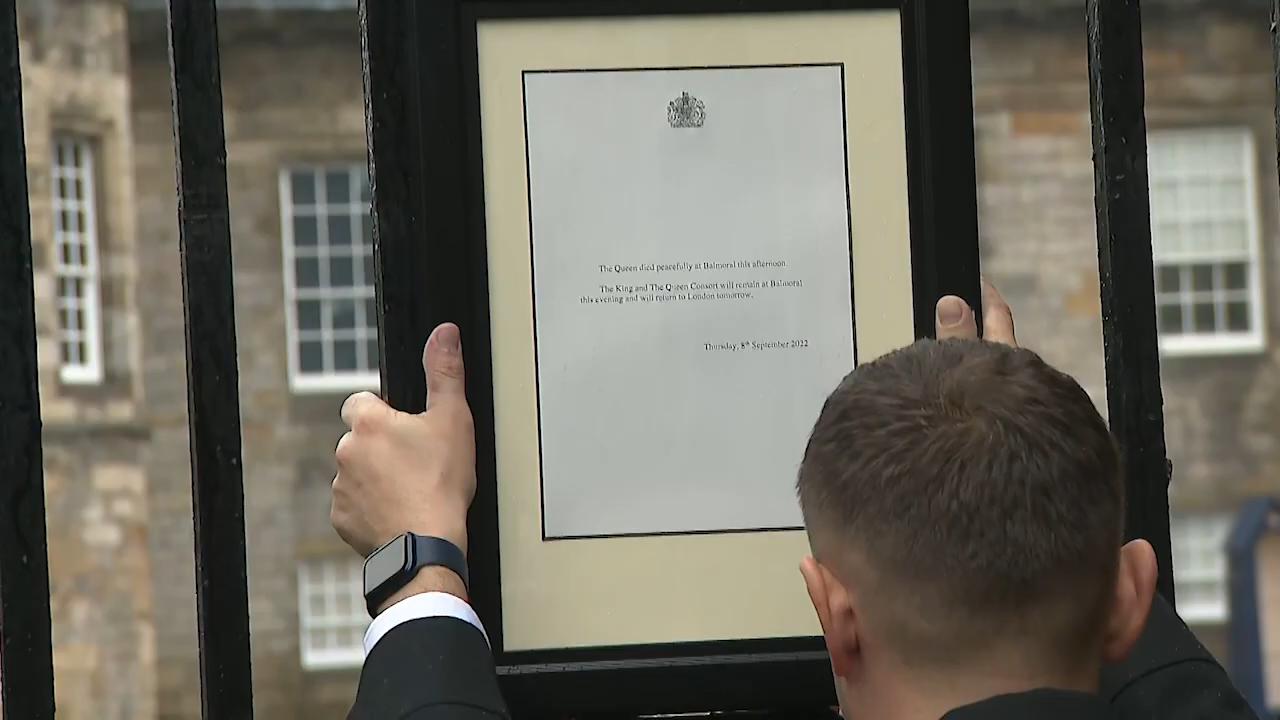 The Queen died peacefully at Balmoral this afternoon.
The King and The Queen Consort will remain at Balmoral
this evening and will return to London tomorrow.
Thursday, 8th September 2022